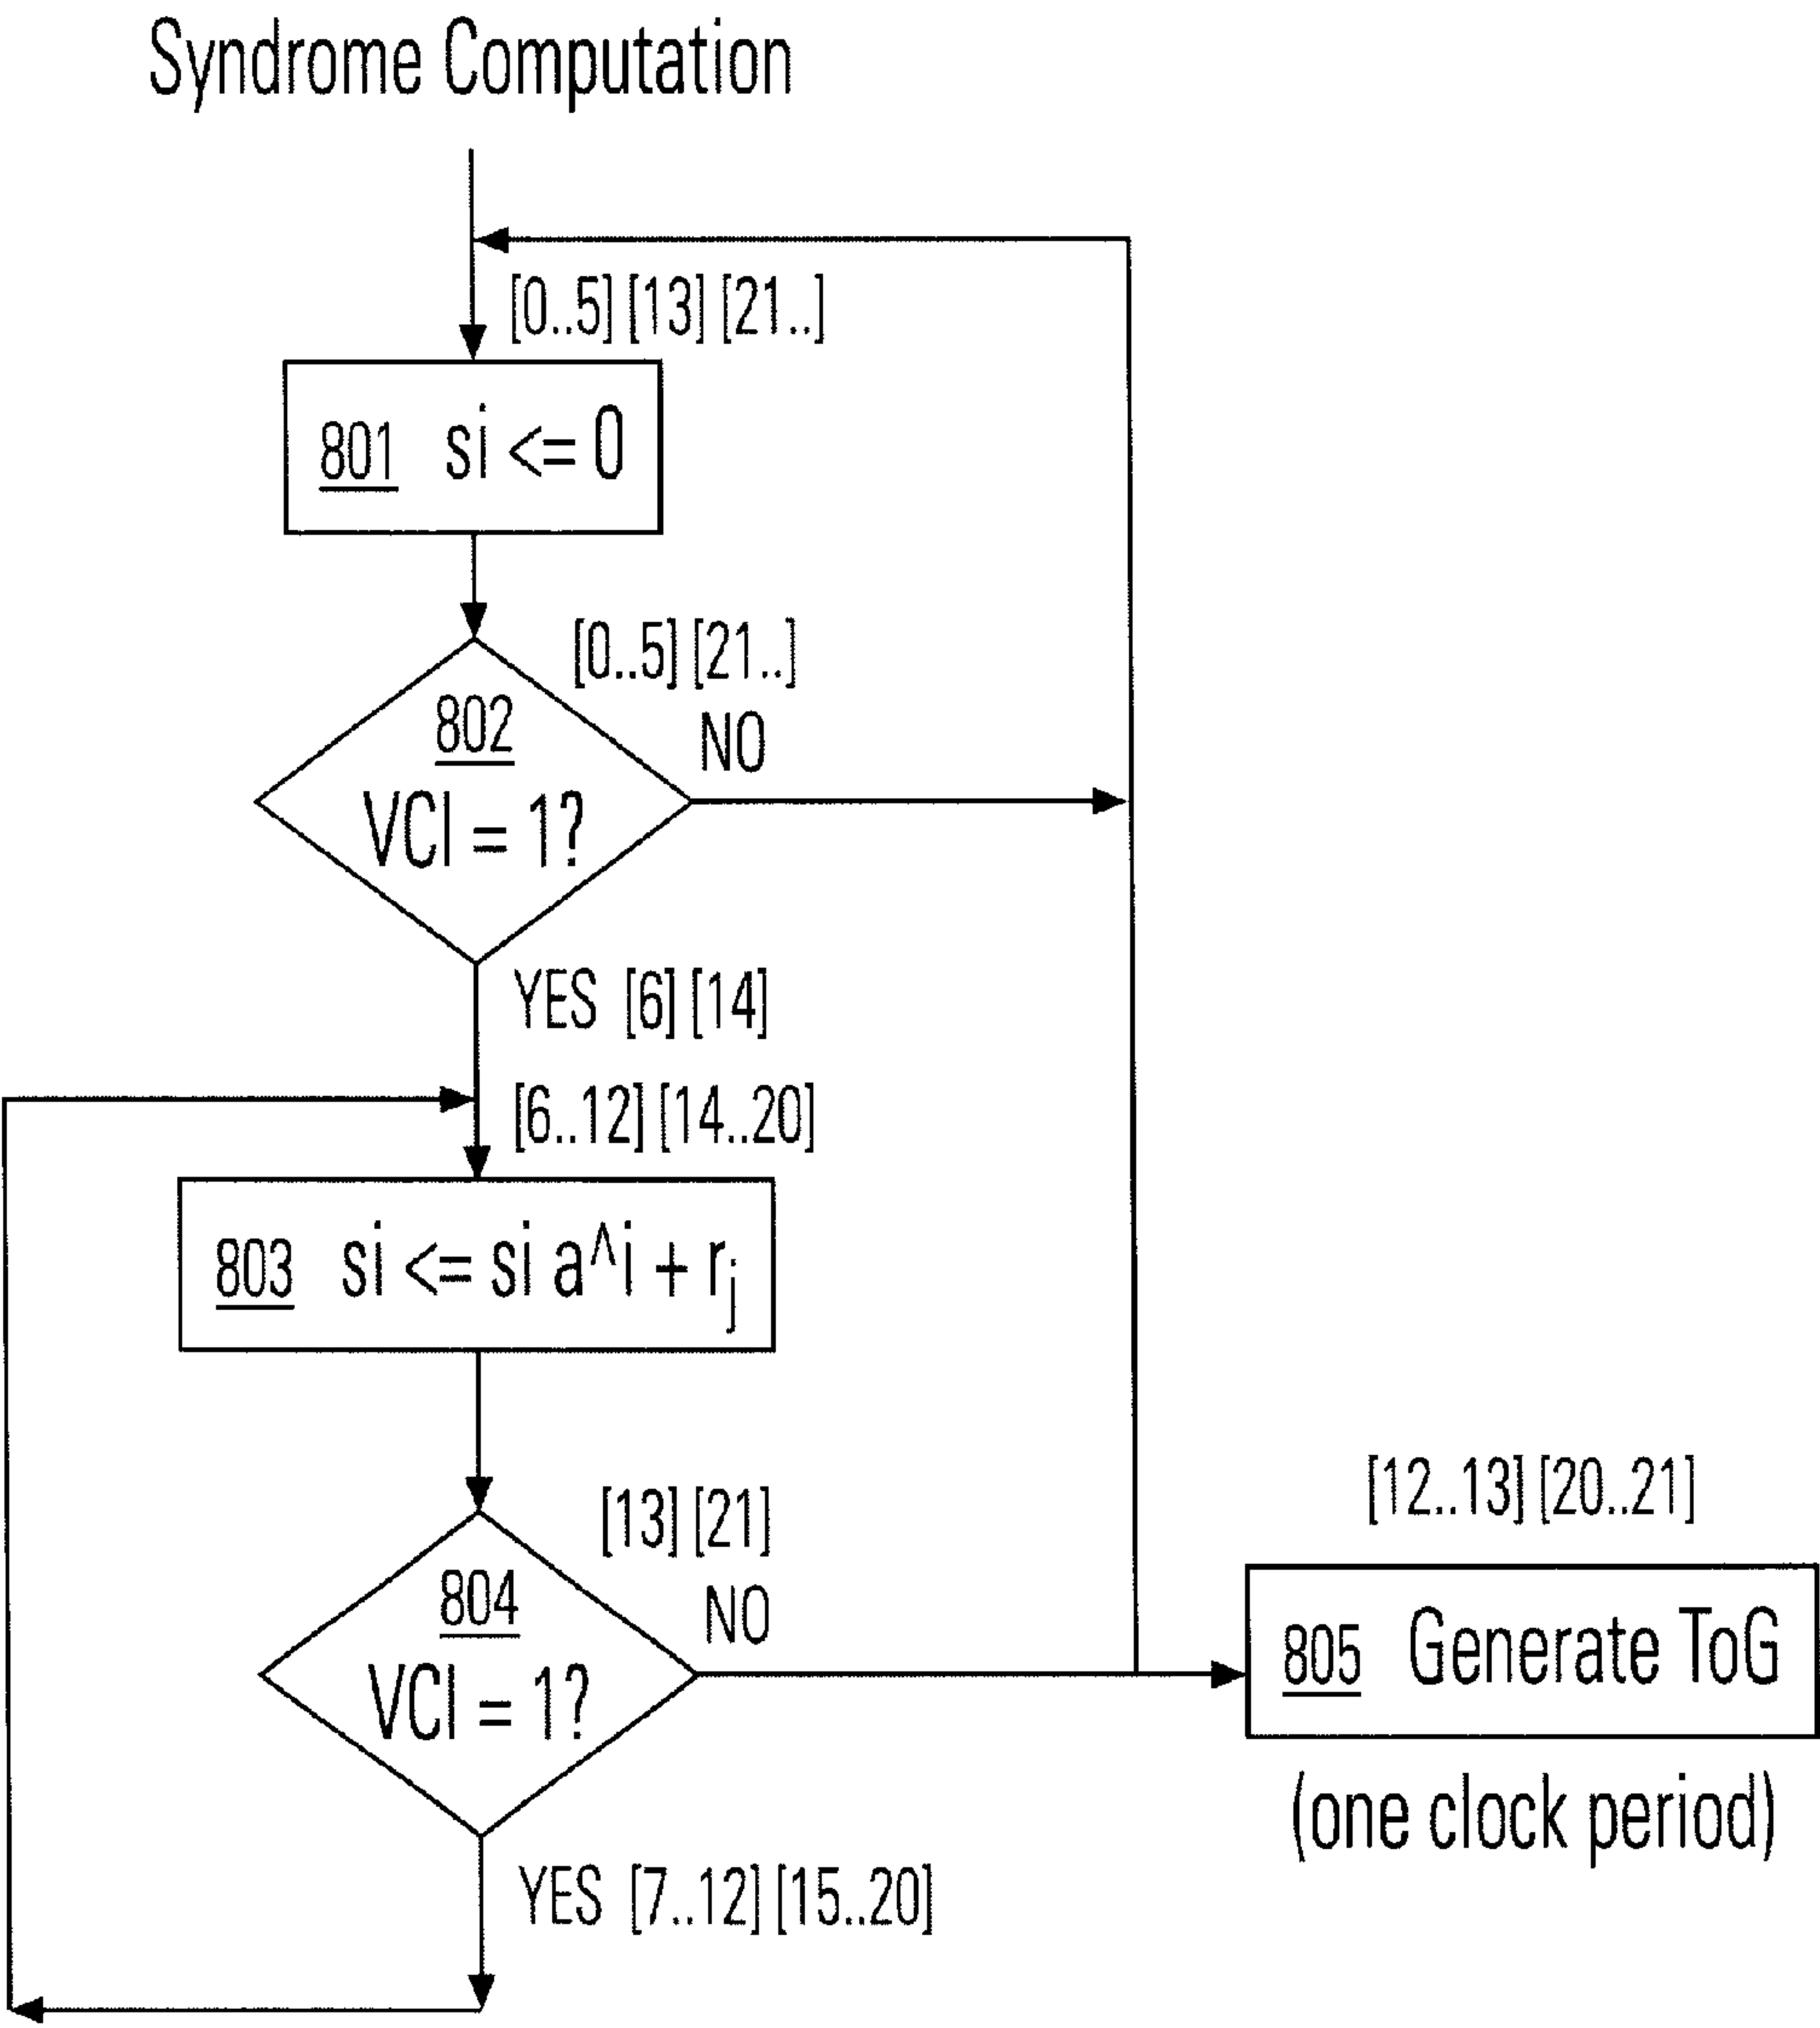 Syndrome Computation
[0..5] [13] [21..]
801 si <= 0
[0..5] [21..]
802
NO
VCI = 1?
YES [6] [14]
[6..12] [14..20]
803 si <= si a^i + rj
[13] [21]
804
NO
VCI = 1?
[12..13] [20..21]
805 Generate ToG
(one clock period)
YES [7..12] [15..20]